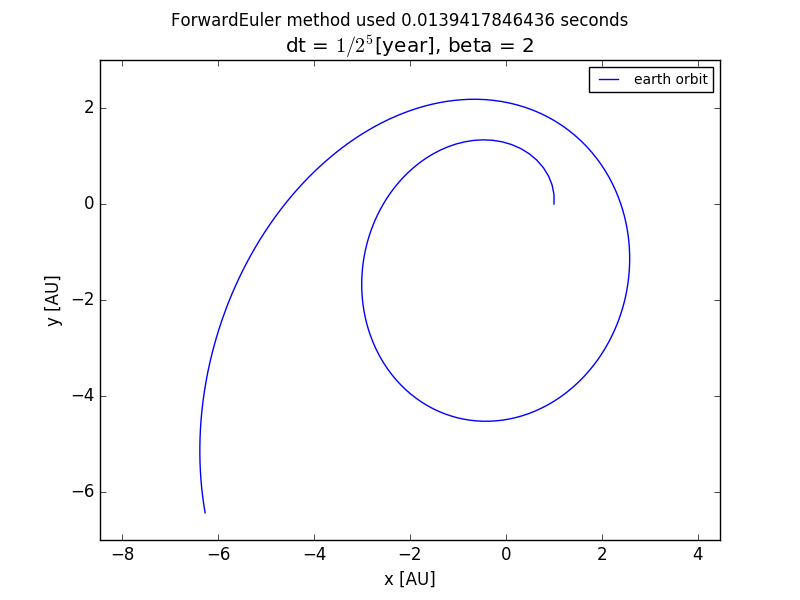 ForwardEuler method used 0.0139417846436 seconds
dt = 1/2^5[year], beta = 2
earth orbit
2
0
−2
−4
−6
y [AU]
−8 −6 −4 −2 0 2 4
x [AU]